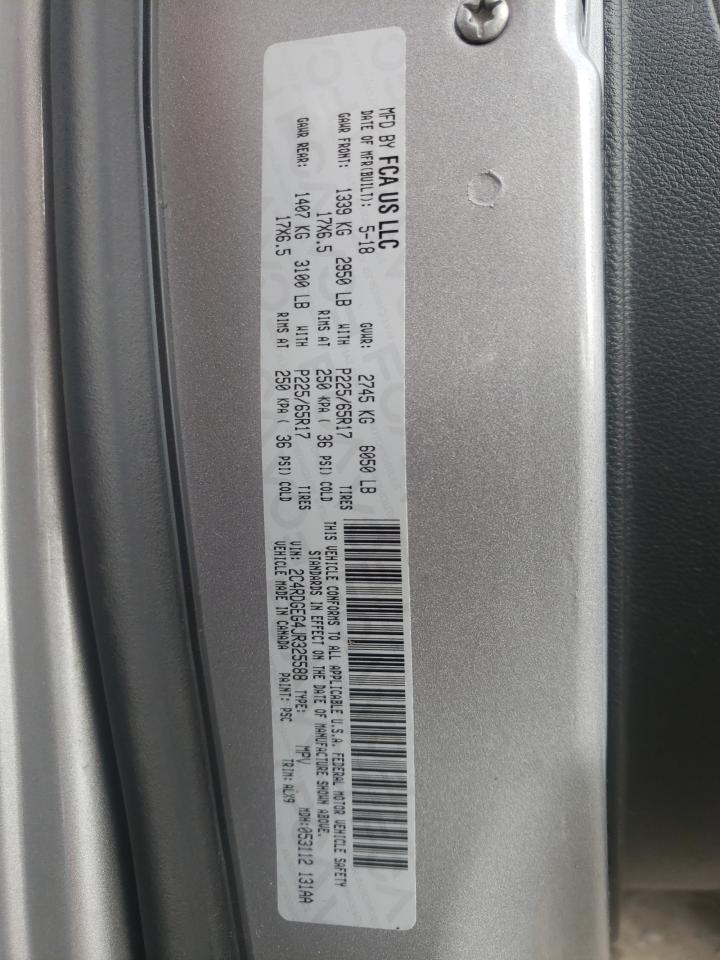 MFD BY FCA US LLC
DATE OF MFR(BUILT): 5-18 GVWR: 2745 KG 6050 LB
GAWR FRONT: 1339 KG 2950 LB WITH P225/65R17 TIRES
17X6.5 RIMS AT 250 KPA ( 36 PSI) COLD
GAWR REAR: 1407 KG 3100 LB WITH P225/65R17 TIRES
17X6.5 RIMS AT 250 KPA ( 36 PSI) COLD
THIS VEHICLE CONFORMS TO ALL APPLICABLE U.S.A. FEDERAL MOTOR VEHICLE SAFETY
STANDARDS IN EFFECT ON THE DATE OF MANUFACTURE SHOWN ABOVE.
VIN: 2C4RDGEG4JR325588 TYPE: MPV MDH:053112 131AA
VEHICLE MADE IN CANADA PAINT: PSC TRIM: ALX9